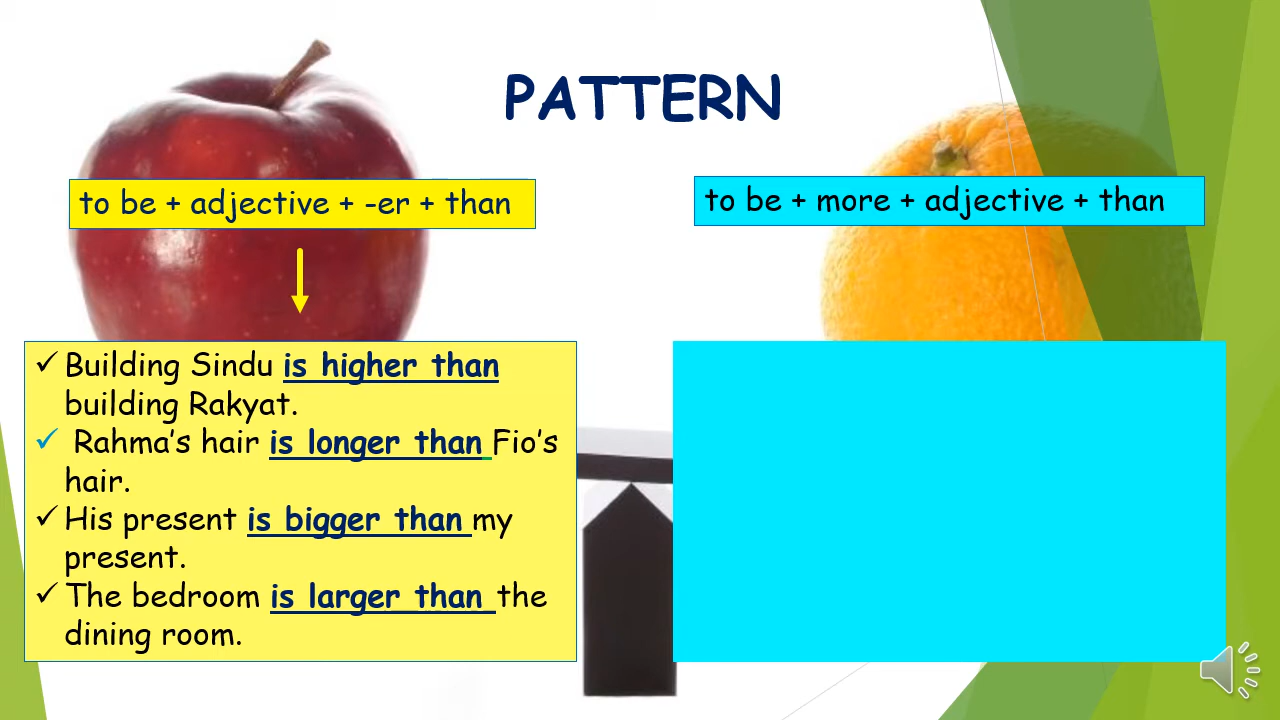 PATTERN
to be + adjective + -er + than
to be + more + adjective + than
✓ Building Sindu is higher than
building Rakyat.
✓ Rahma’s hair is longer than Fio’s
hair.
✓ His present is bigger than my
present.
✓ The bedroom is larger than the
dining room.